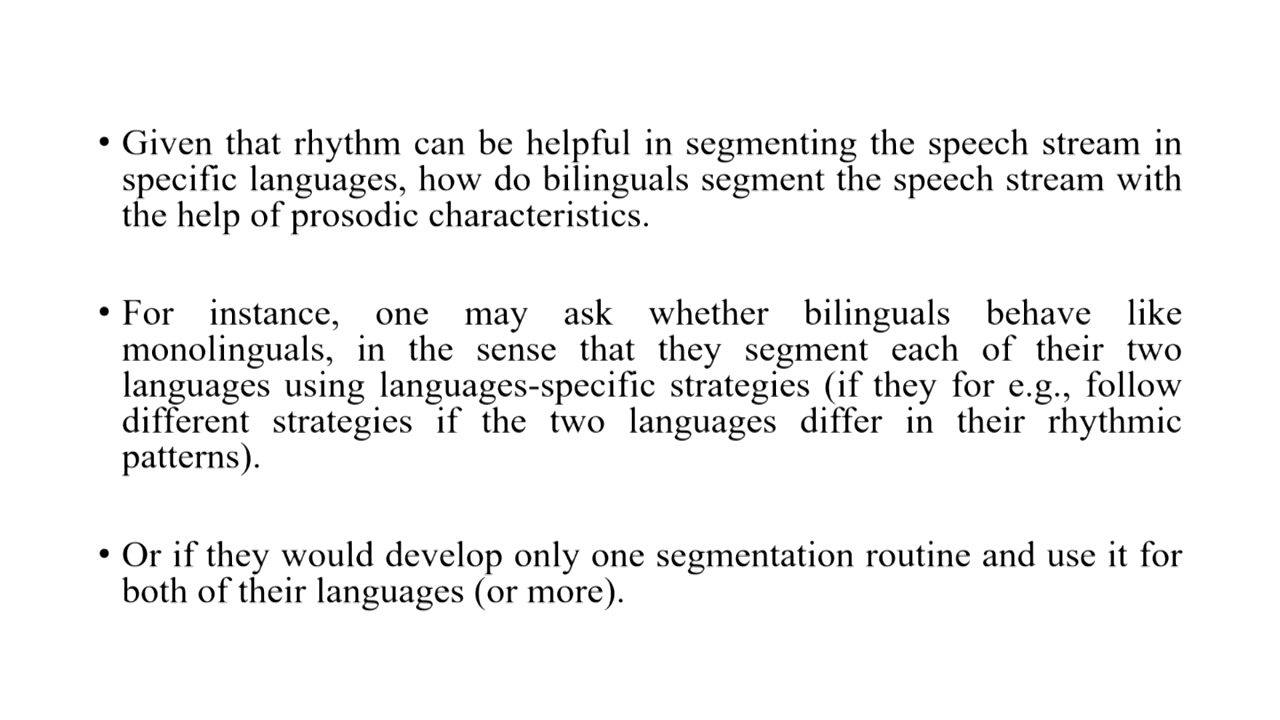 • Given that rhythm can be helpful in segmenting the speech stream in
specific languages, how do bilinguals segment the speech stream with
the help of prosodic characteristics.
• For instance, one may ask whether bilinguals behave like
monolinguals, in the sense that they segment each of their two
languages using languages-specific strategies (if they for e.g., follow
different strategies if the two languages differ in their rhythmic
patterns).
• Or if they would develop only one segmentation routine and use it for
both of their languages (or more).